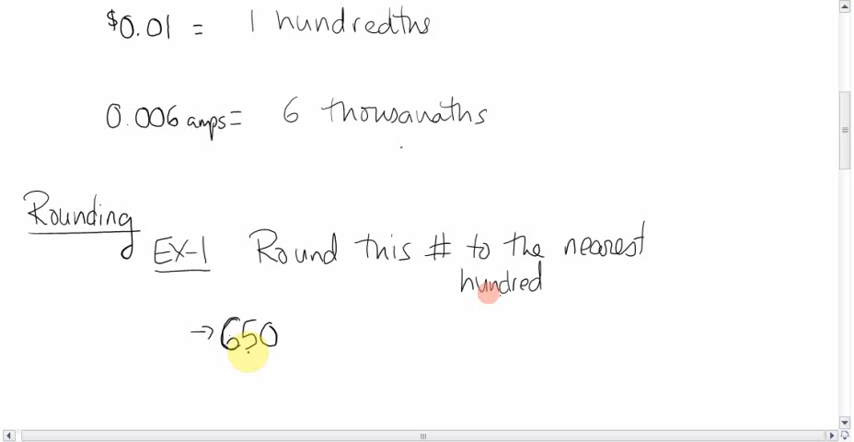 $0.01 = 1 hundredths
0.006 amps = 6 thousanaths
Rounding
EX-1 Round this # to the nearest
hundred
→650